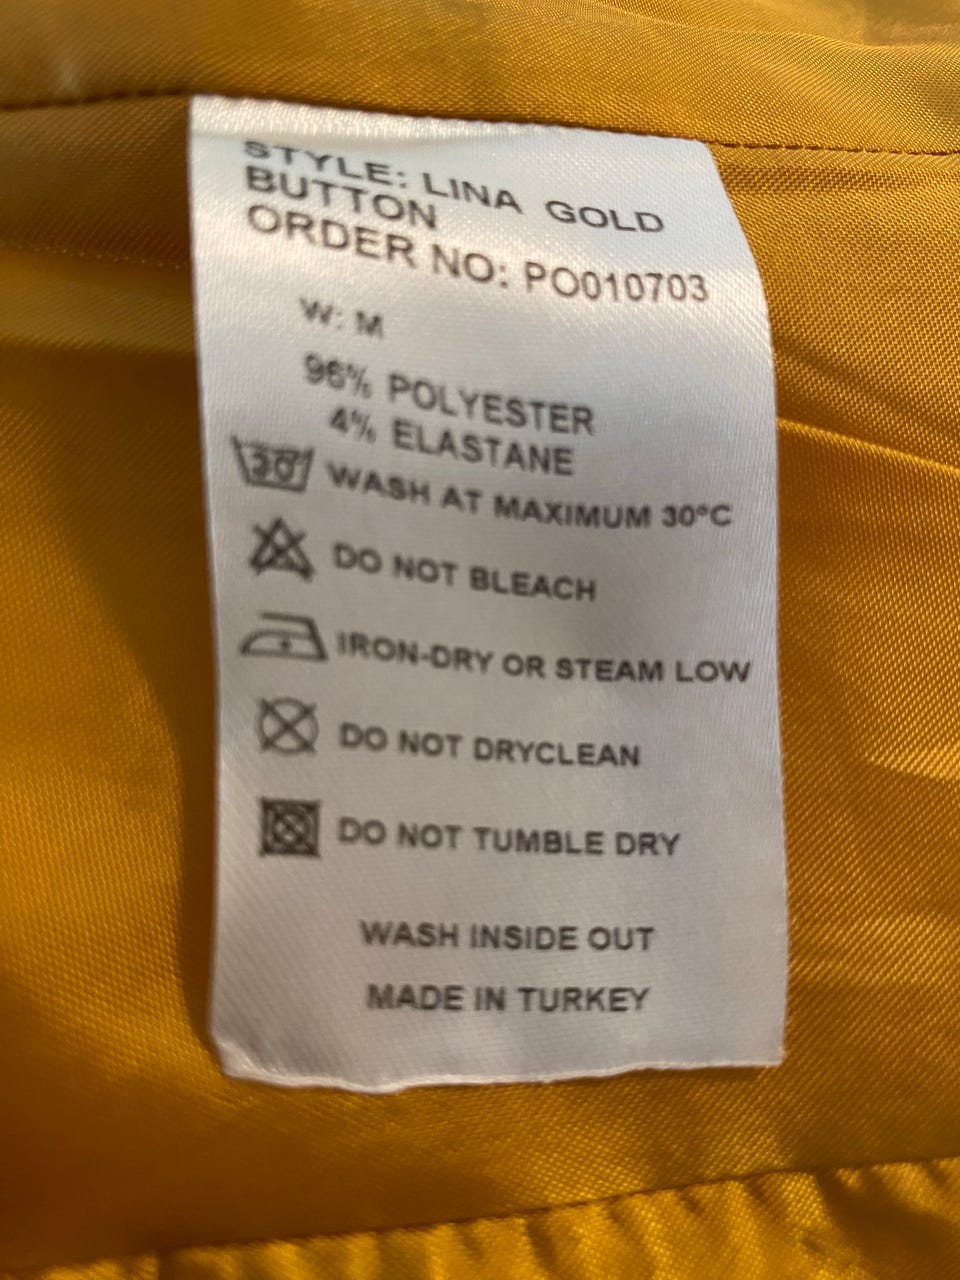 STYLE: LINA GOLD
BUTTON
ORDER NO: PO010703
W: M
96% POLYESTER
4% ELASTANE
30° WASH AT MAXIMUM 30°C
DO NOT BLEACH
IRON-DRY OR STEAM LOW
DO NOT DRYCLEAN
DO NOT TUMBLE DRY
WASH INSIDE OUT
MADE IN TURKEY